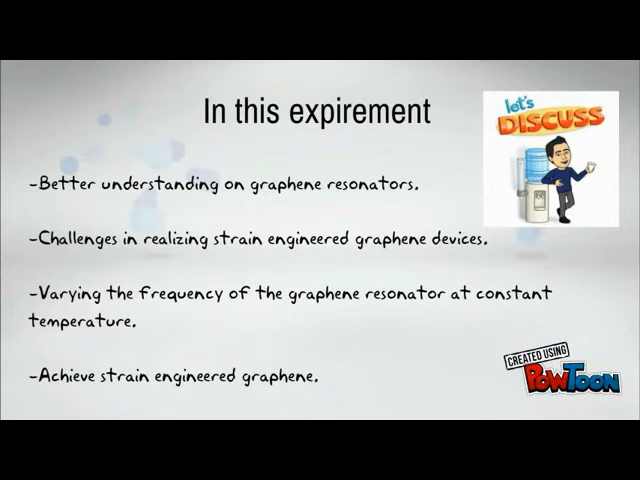 In this expirement
let's
DISCUSS
-Better understanding on graphene resonators.
-Challenges in realizing strain engineered graphene devices.
-Varying the frequency of the graphene resonator at constant
temperature.
-Achieve strain engineered graphene.
CREATED USING
POWTOON